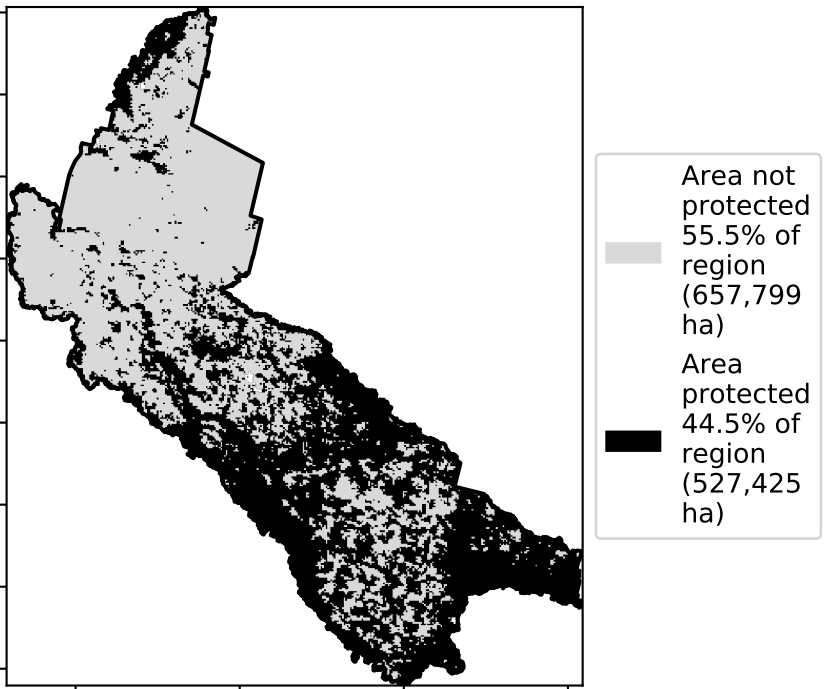 Area not
protected
55.5% of
region
(657,799
ha)
Area
protected
44.5% of
region
(527,425
ha)